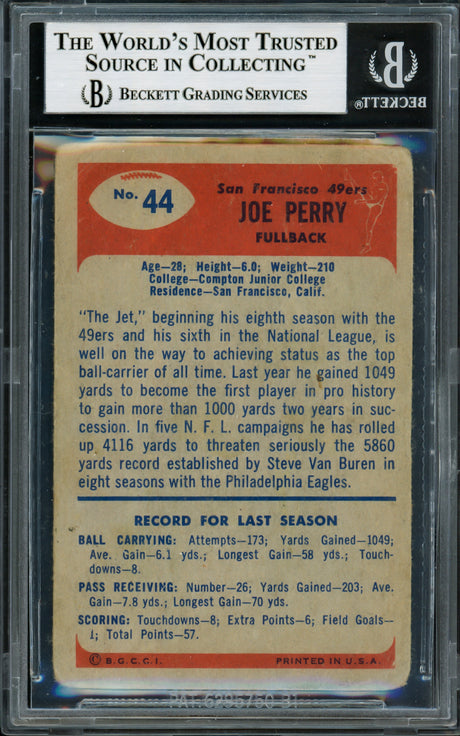 THE WORLD'S MOST TRUSTED
SOURCE IN COLLECTING™
BECKETT GRADING SERVICES
BECKETT®
No. 44
San Francisco 49ers
JOE PERRY
FULLBACK
Age—28; Height—6.0; Weight—210
College—Compton Junior College
Residence—San Francisco, Calif.
"The Jet," beginning his eighth season with the
49ers and his sixth in the National League, is
well on the way to achieving status as the top
ball-carrier of all time. Last year he gained 1049
yards to become the first player in pro history
to gain more than 1000 yards two years in suc-
cession. In five N. F. L. campaigns he has rolled
up 4116 yards to threaten seriously the 5860
yards record established by Steve Van Buren in
eight seasons with the Philadelphia Eagles.
RECORD FOR LAST SEASON
BALL CARRYING: Attempts—173; Yards Gained—1049;
Ave. Gain—6.1 yds.; Longest Gain—58 yds.; Touch-
downs—8.
PASS RECEIVING: Number—26; Yards Gained—203; Ave.
Gain—7.8 yds.; Longest Gain—70 yds.
SCORING: Touchdowns—8; Extra Points—6; Field Goals—
1; Total Points—57.
© B.G.C.C.I.
PRINTED IN U.S.A.
PAT. 6295750 B1